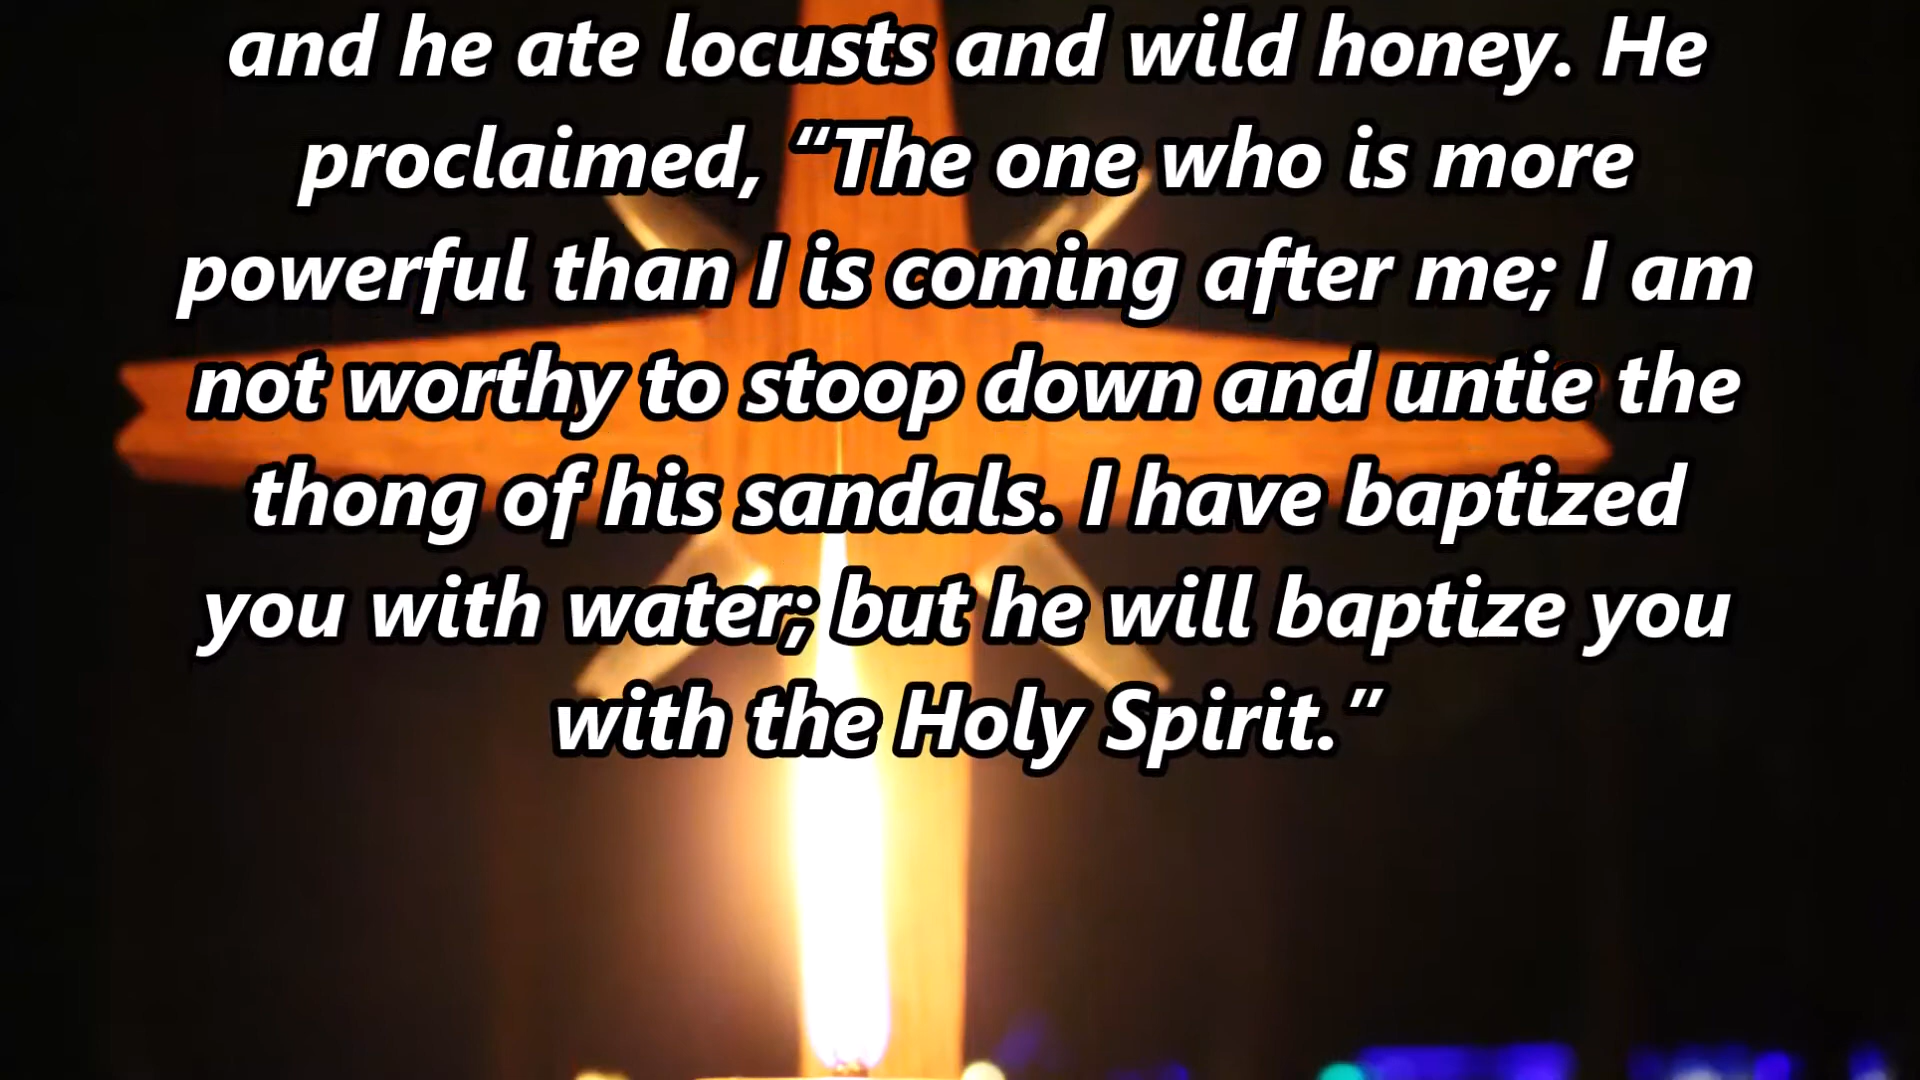 and he ate locusts and wild honey. He
proclaimed, “The one who is more
powerful than I is coming after me; I am
not worthy to stoop down and untie the
thong of his sandals. I have baptized
you with water; but he will baptize you
with the Holy Spirit.”